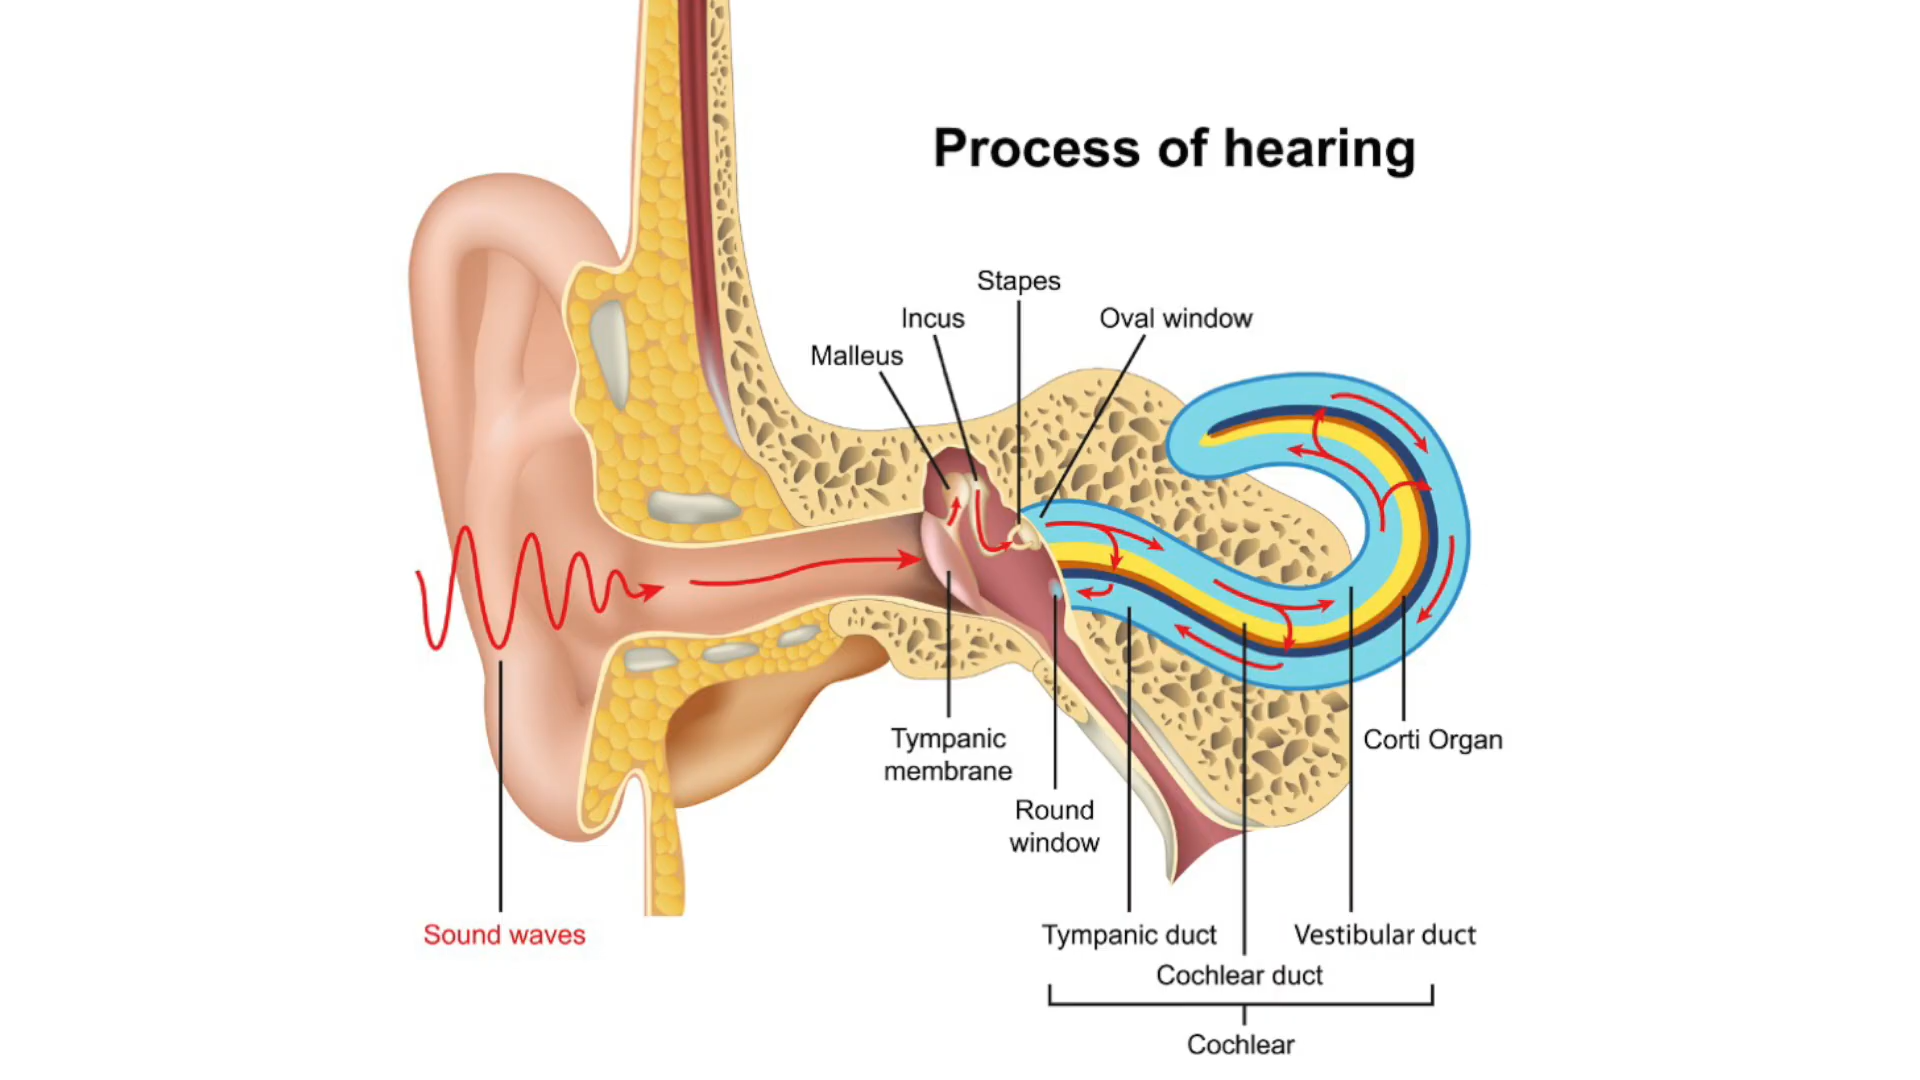 Process of hearing
Stapes
Incus
Oval window
Malleus
Tympanic
membrane
Corti Organ
Round
window
Sound waves
Tympanic duct
Vestibular duct
Cochlear duct
Cochlear